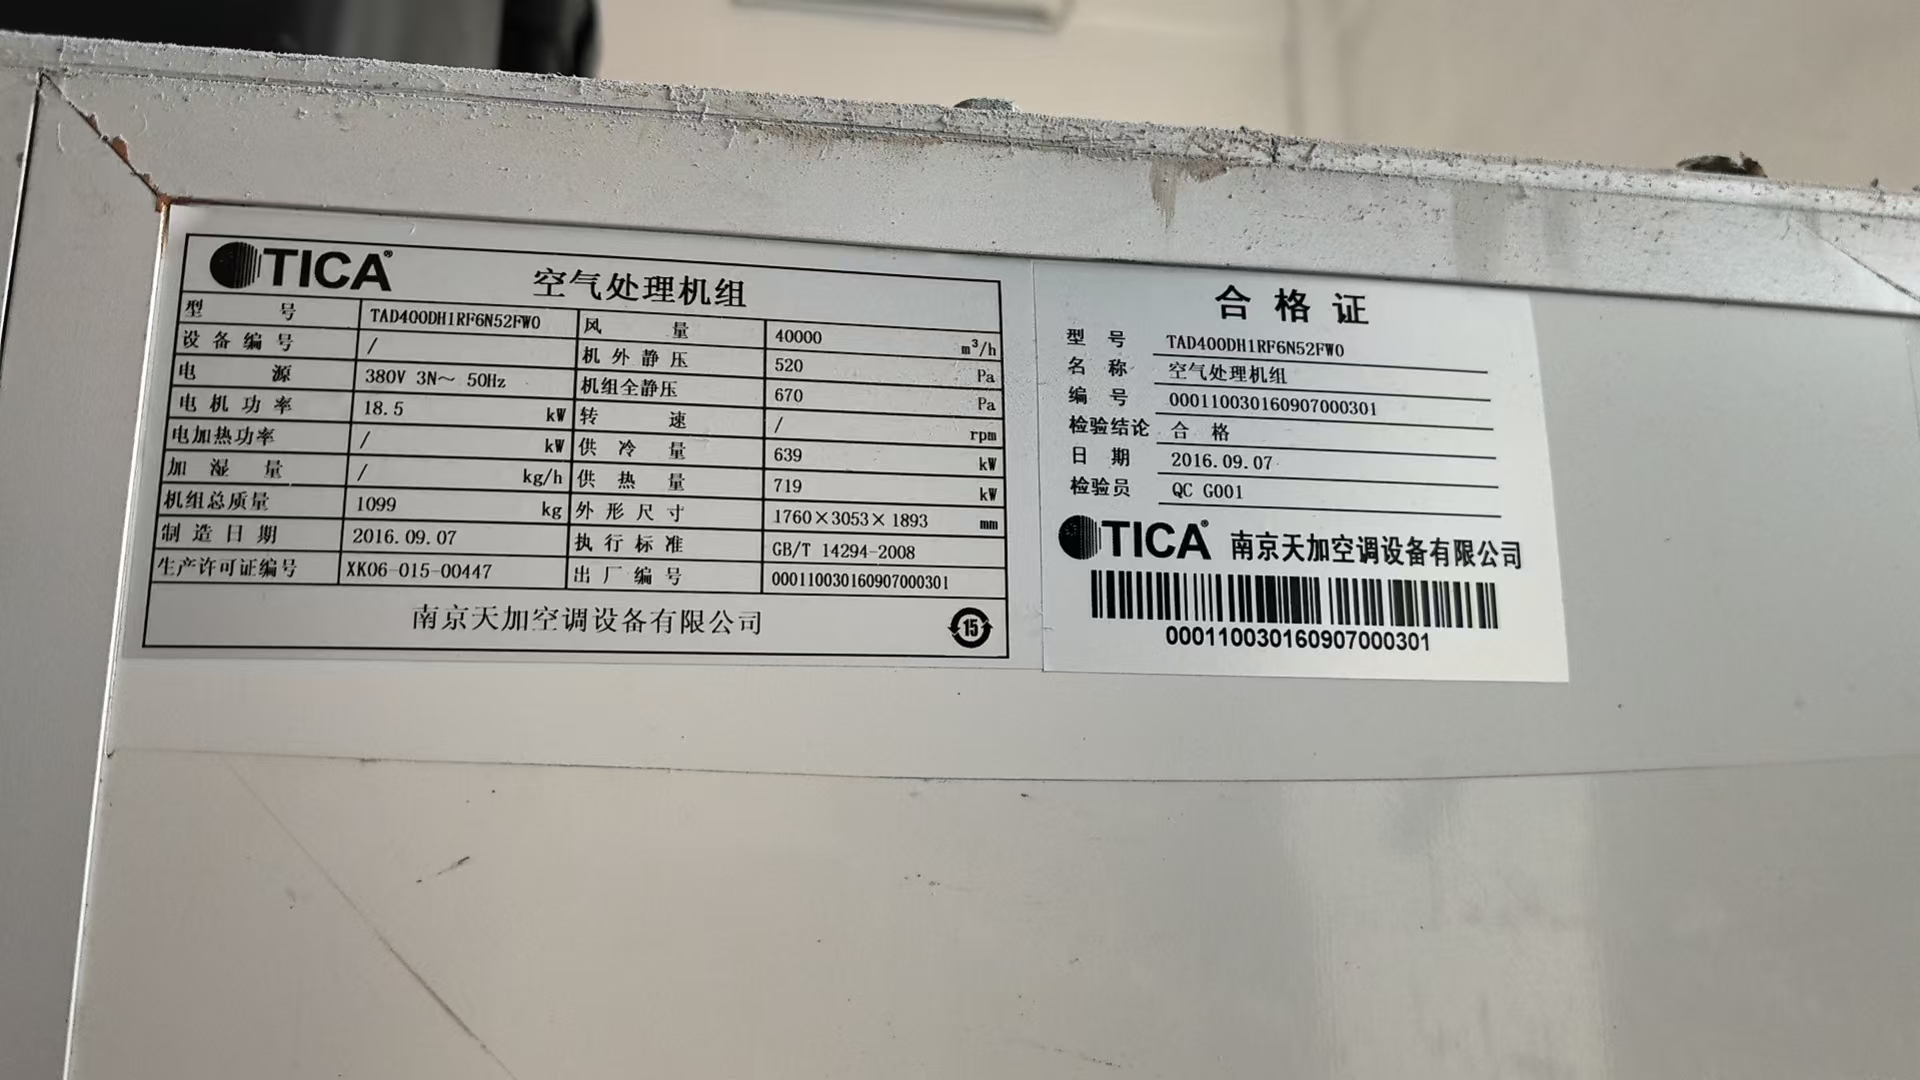 TICA® 空气处理机组
型号 TAD400DH1RF6N52FW0 风量 40000 m³/h
设备编号 / 机外静压 520 Pa
电源 380V 3N～ 50Hz 机组全静压 670 Pa
电机功率 18.5 kW 转速 / rpm
电加热功率 / kW 供冷量 639 kW
加湿量 / kg/h 供热量 719 kW
机组总质量 1099 kg 外形尺寸 1760×3053×1893 mm
制造日期 2016.09.07 执行标准 GB/T 14294-2008
生产许可证编号 XK06-015-00447 出厂编号 000110030160907000301
南京天加空调设备有限公司 15
合格证
型号 TAD400DH1RF6N52FW0
名称 空气处理机组
编号 000110030160907000301
检验结论 合格
日期 2016.09.07
检验员 QC G001
TICA® 南京天加空调设备有限公司
000110030160907000301